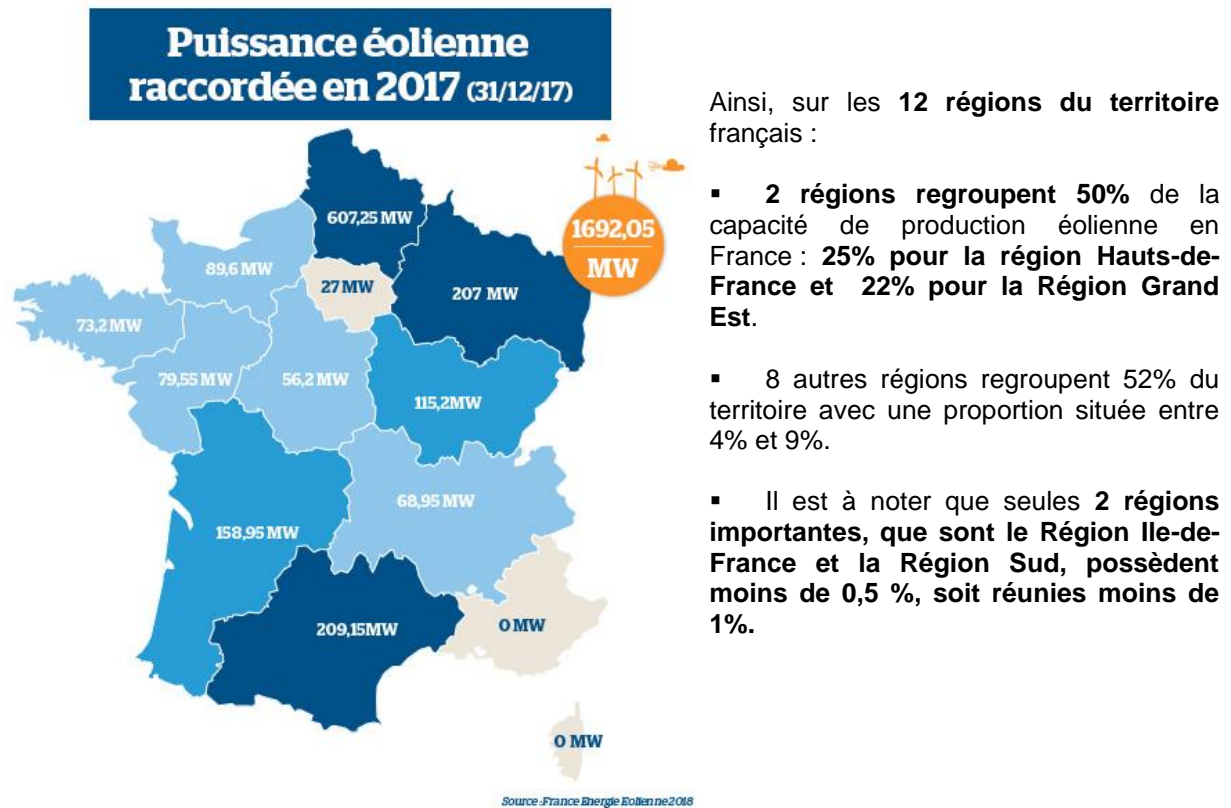 Puissance éolienne
raccordée en 2017 (31/12/17)
607,25 MW
1692,05
MW
89,6 MW
27 MW
207 MW
73,2 MW
79,55 MW
56,2 MW
115,2MW
68,95 MW
158,95 MW
209,15MW
0 MW
0 MW
Source :France Energie Eolienne2018
Ainsi, sur les 12 régions du territoire
français :
▪ 2 régions regroupent 50% de la
capacité de production éolienne en
France : 25% pour la région Hauts-de-
France et 22% pour la Région Grand
Est.
▪ 8 autres régions regroupent 52% du
territoire avec une proportion située entre
4% et 9%.
▪ Il est à noter que seules 2 régions
importantes, que sont le Région Ile-de-
France et la Région Sud, possèdent
moins de 0,5 %, soit réunies moins de
1%.